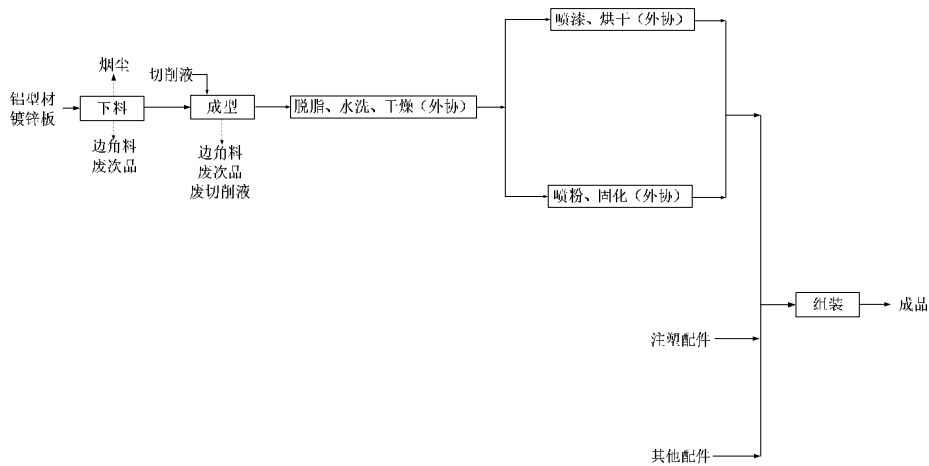 喷漆、烘干（外协）
烟尘
切削液
铝型材
镀锌板
下料
成型
脱脂、水洗、干燥（外协）
边角料
废次品
边角料
废次品
废切削液
喷粉、固化（外协）
组装
成品
注塑配件
其他配件